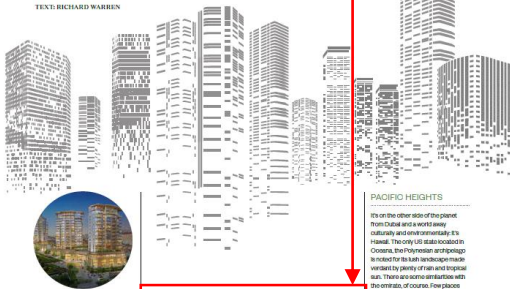 TEXT: RICHARD WARREN
PACIFIC HEIGHTS
It's on the other side of the planet
from Dubai and a world away
culturally and environmentally: it's
Hawaii. The only US state located in
Oceana, the Polynesian archipelago
is noted for its lush landscape made
verdant by plenty of rain and tropical
sun. There are some similarities with
the emirate, of course. Few places